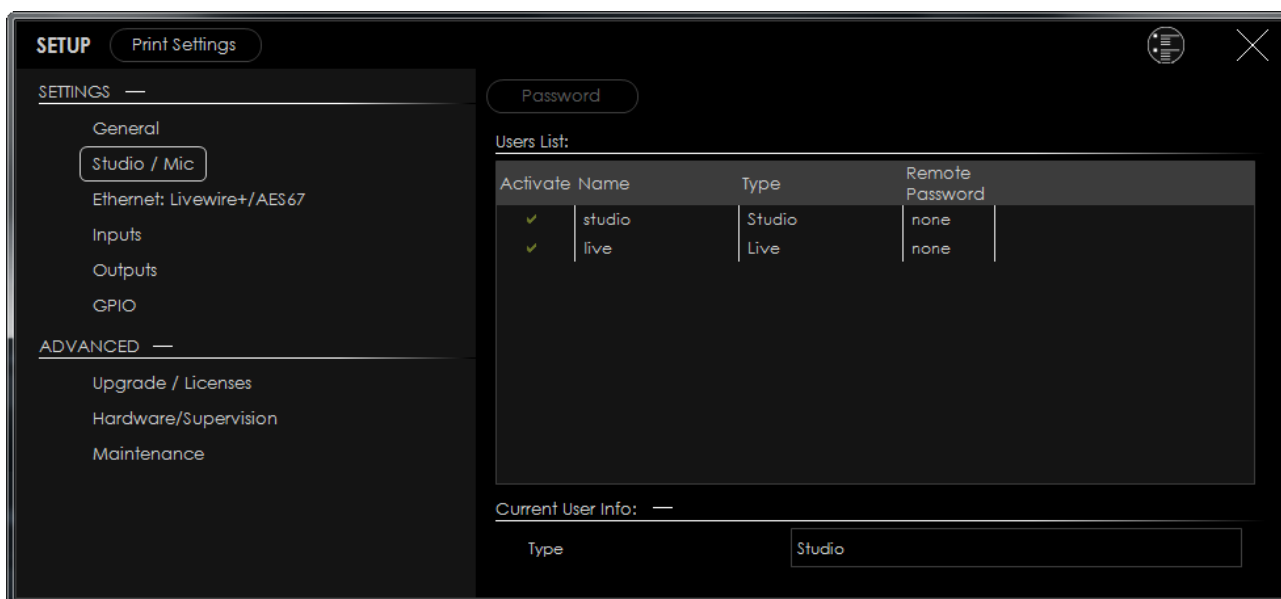 SETUP Print Settings
SETTINGS
General
Studio / Mic
Ethernet: Livewire+/AES67
Inputs
Outputs
GPIO
ADVANCED
Upgrade / Licenses
Hardware/Supervision
Maintenance
Password
Users List:
Activate Name Type Remote Password
studio Studio none
live Live none
Current User Info:
Type Studio